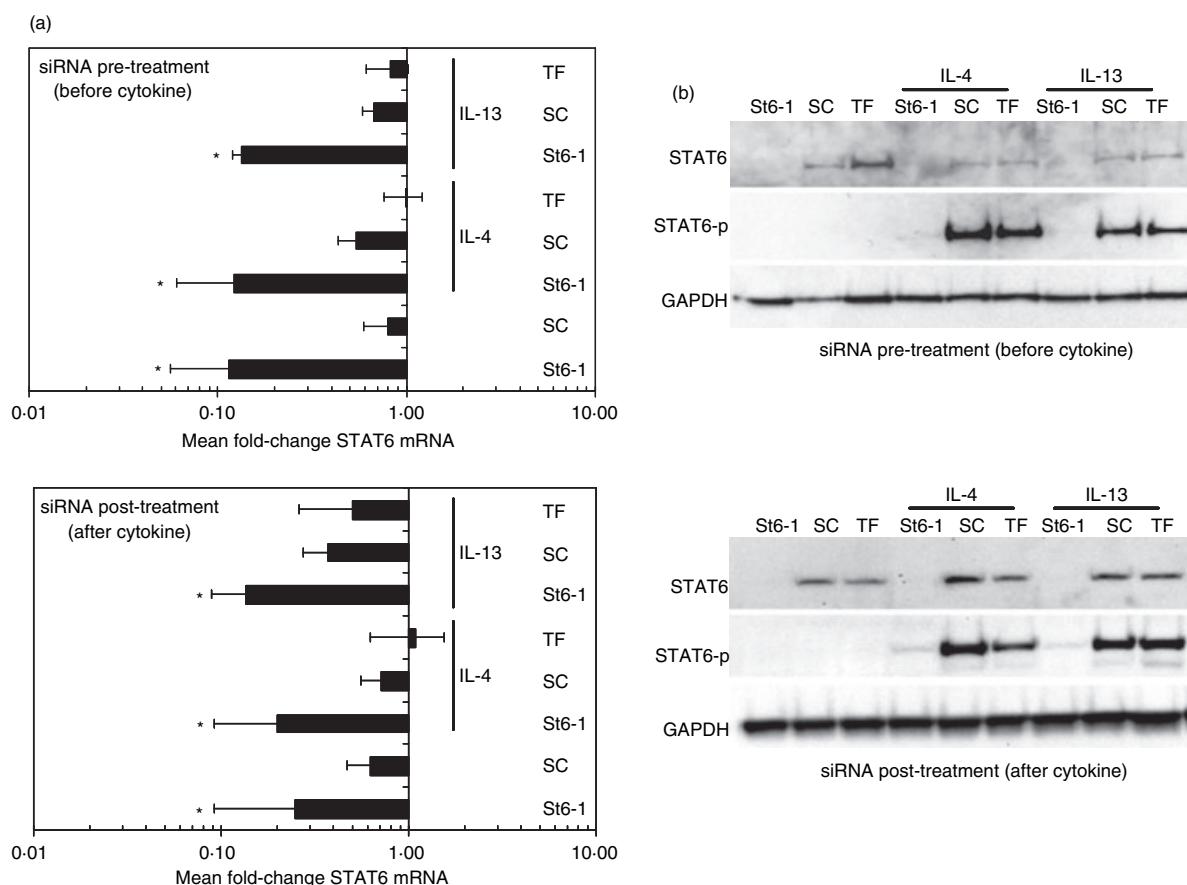 (a)
siRNA pre-treatment
(before cytokine)
TF
SC
St6-1
IL-13
*
TF
SC
St6-1
IL-4
*
SC
St6-1
*
0·01
0·10
1·00
10·00
Mean fold-change STAT6 mRNA
siRNA post-treatment
(after cytokine)
TF
SC
St6-1
IL-13
*
TF
SC
St6-1
IL-4
*
SC
St6-1
*
0·01
0·10
1·00
10·00
Mean fold-change STAT6 mRNA
(b)
IL-4
IL-13
St6-1 SC TF St6-1 SC TF St6-1 SC TF
STAT6
STAT6-p
GAPDH
siRNA pre-treatment (before cytokine)
IL-4
IL-13
St6-1 SC TF St6-1 SC TF St6-1 SC TF
STAT6
STAT6-p
GAPDH
siRNA post-treatment (after cytokine)